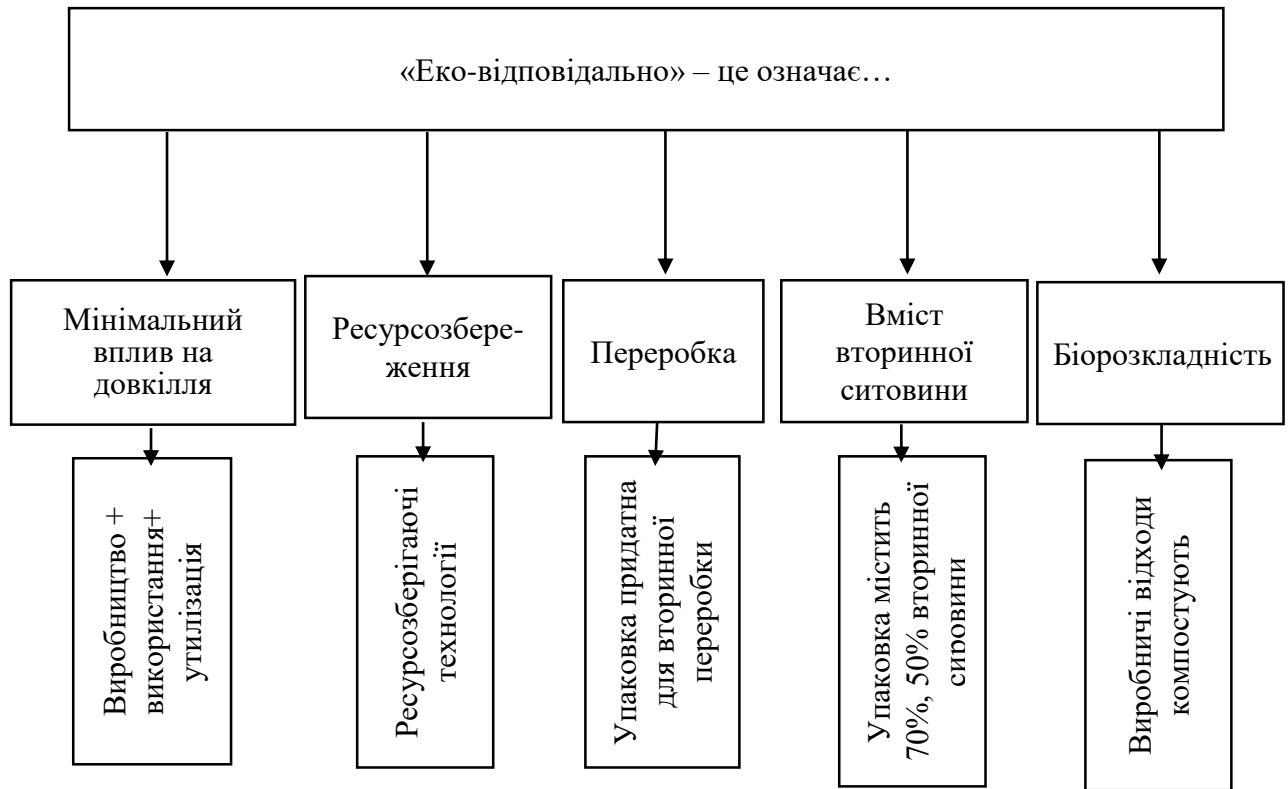 «Еко-відповідально» – це означає…
Мінімальний
вплив на
довкілля
Ресурсозбере-
ження
Переробка
Вміст
вторинної
ситовини
Біорозкладність
Виробництво +
використання+
утилізація
Ресурсозберігаючі
технології
Упаковка придатна
для вторинної
переробки
Упаковка містить
70%, 50% вторинної
сировини
Виробничі відходи
компостують